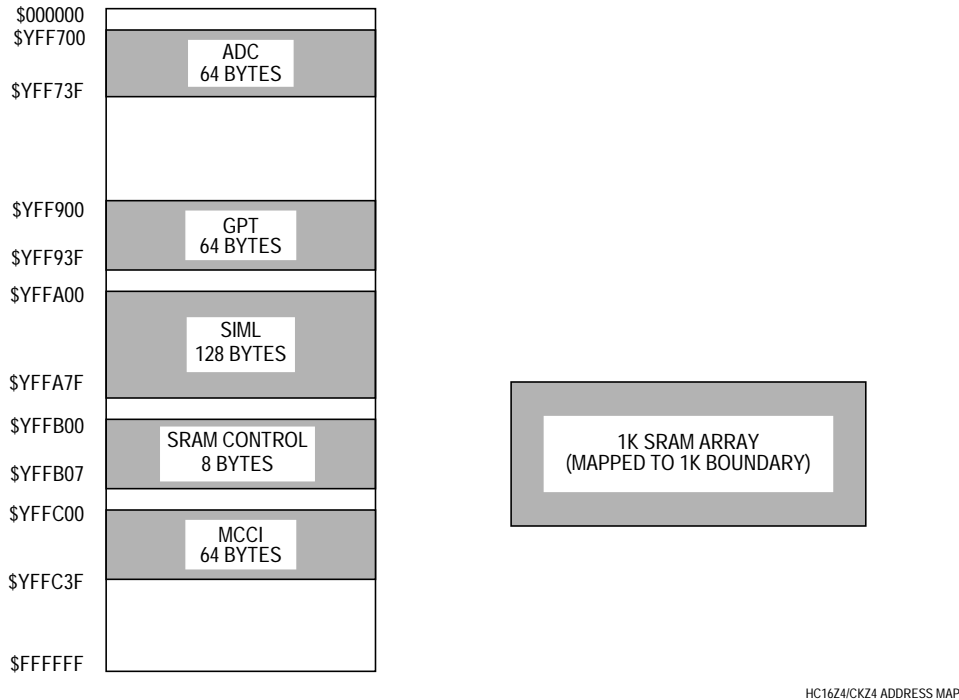 $000000
$YFF700
ADC
64 BYTES
$YFF73F
$YFF900
GPT
64 BYTES
$YFF93F
$YFFA00
SIML
128 BYTES
$YFFA7F
$YFFB00
SRAM CONTROL
8 BYTES
$YFFB07
$YFFC00
MCCI
64 BYTES
$YFFC3F
$FFFFFF
1K SRAM ARRAY
(MAPPED TO 1K BOUNDARY)
HC16Z4/CKZ4 ADDRESS MAP